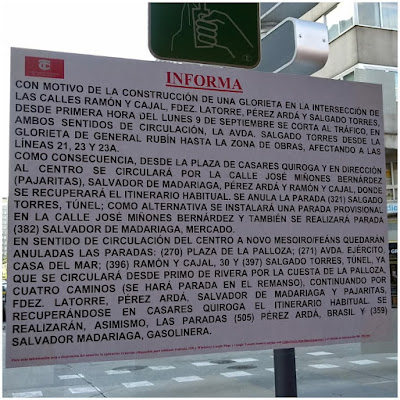 INFORMA
CON MOTIVO DE LA CONSTRUCCIÓN DE UNA GLORIETA EN LA INTERSECCIÓN DE
LAS CALLES RAMÓN Y CAJAL, FDEZ. LATORRE, PÉREZ ARDÁ Y SALGADO TORRES,
DESDE PRIMERA HORA DEL LUNES 9 DE SEPTIEMBRE SE CORTA AL TRÁFICO, EN
AMBOS SENTIDOS DE CIRCULACIÓN, LA AVDA. SALGADO TORRES DESDE LA
GLORIETA DE GENERAL RUBÍN HASTA LA ZONA DE OBRAS, AFECTANDO A LAS
LÍNEAS 21, 23 Y 23A.
COMO CONSECUENCIA, DESDE LA PLAZA DE CASARES QUIROGA Y EN DIRECCIÓN
AL CENTRO SE CIRCULARÁ POR LA CALLE JOSÉ MIÑONES BERNÁRDEZ
(PAJARITAS), SALVADOR DE MADARIAGA, PÉREZ ARDÁ Y RAMÓN Y CAJAL, DONDE
SE RECUPERARÁ EL ITINERARIO HABITUAL. SE ANULA LA PARADA (321) SALGADO
TORRES, TÚNEL; COMO ALTERNATIVA SE INSTALARÁ UNA PARADA PROVISIONAL
EN LA CALLE JOSÉ MIÑONES BERNÁRDEZ Y TAMBIÉN SE REALIZARÁ PARADA
(382) SALVADOR DE MADARIAGA, MERCADO.
EN SENTIDO DE CIRCULACIÓN DEL CENTRO A NOVO MESOIRO/FEÁNS QUEDARAN
ANULADAS LAS PARADAS: (270) PLAZA DE LA PALLOZA; (271) AVDA. EJÉRCITO,
CASA DEL MAR; (396) RAMÓN Y CAJAL, 30 Y (397) SALGADO TORRES, TÚNEL, YA
QUE SE CIRCULARÁ DESDE PRIMO DE RIVERA POR LA CUESTA DE LA PALLOZA,
CUATRO CAMINOS (SE HARÁ PARADA EN EL REMANSO), CONTINUANDO POR
FDEZ. LATORRE, PÉREZ ARDÁ, SALVADOR DE MADARIAGA Y PAJARITAS,
RECUPERÁNDOSE EN CASARES QUIROGA EL ITINERARIO HABITUAL. SE
REALIZARÁN, ASIMISMO, LAS PARADAS (505) PÉREZ ARDÁ, BRASIL Y (359)
SALVADOR MADARIAGA, GASOLINERA.